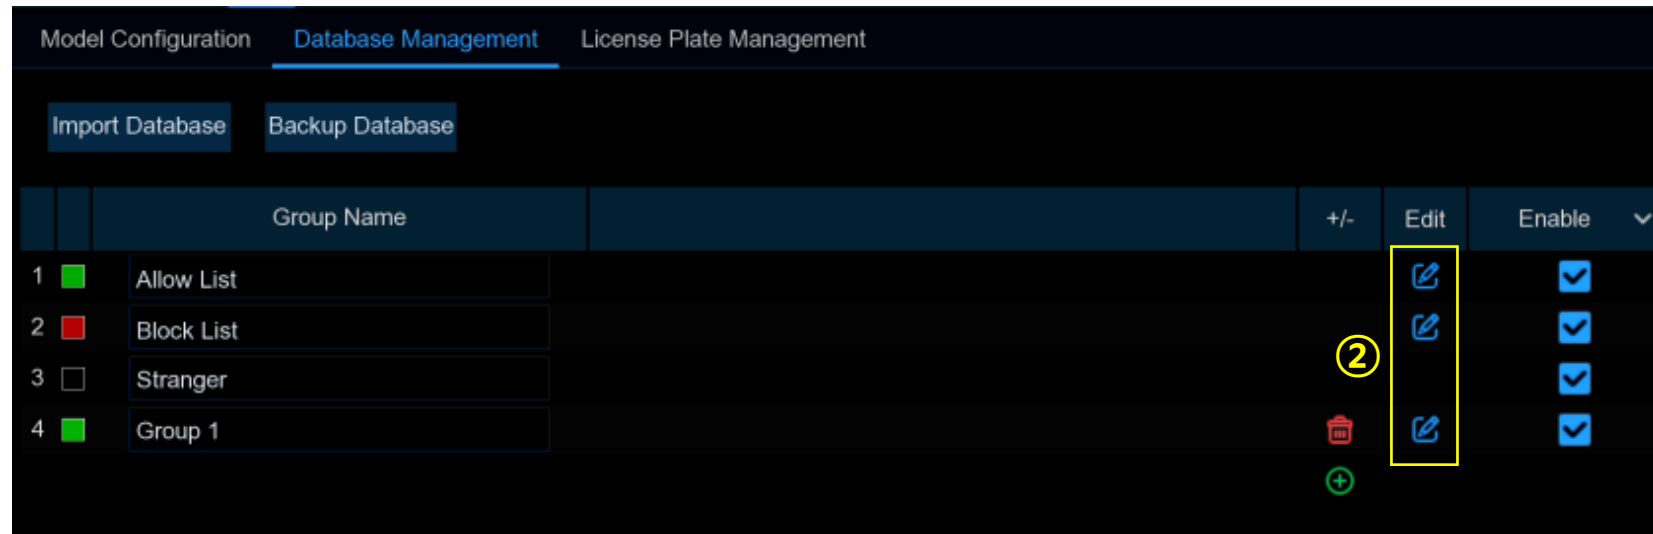 Model Configuration Database Management License Plate Management
Import Database Backup Database
Group Name +/- Edit Enable
1 Allow List
2 Block List
②
3 Stranger
4 Group 1